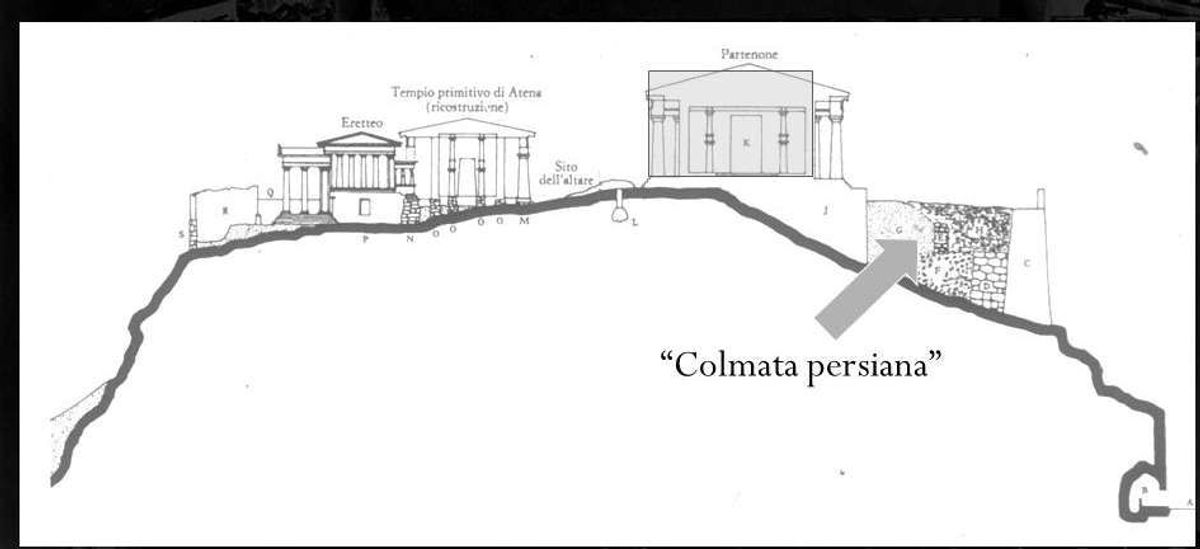 Partenone
Tempio primitivo di Atena
(ricostruzione)
Eretteo
Sito
dell'altare
K
Q
R
S
P
N
O
O
O
O
M
L
J
G
E
H
F
D
C
"Colmata persiana"
B
A